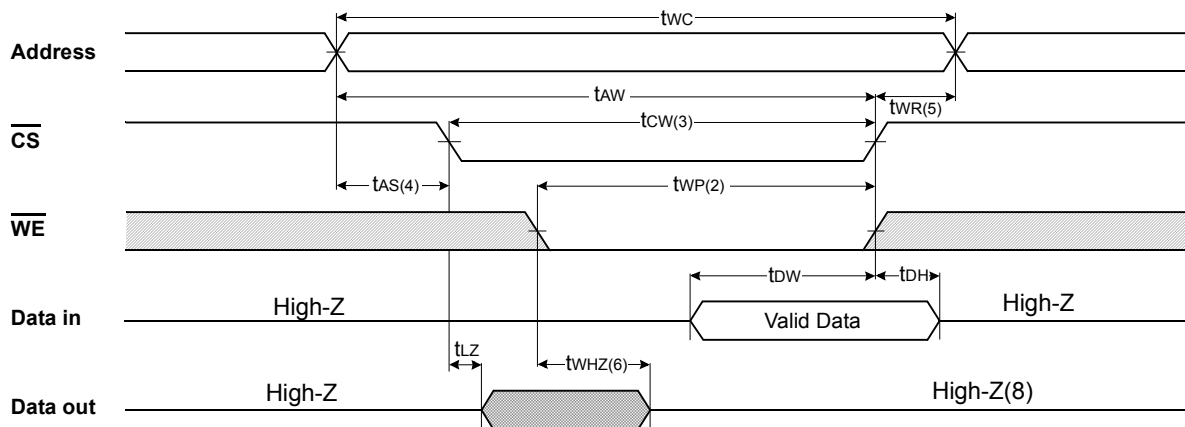 tWC
Address
tAW
tWR(5)
tCW(3)
CS
tAS(4)
tWP(2)
WE
tDW
tDH
High-Z
High-Z
Data in
Valid Data
tLZ
tWHZ(6)
High-Z
High-Z(8)
Data out